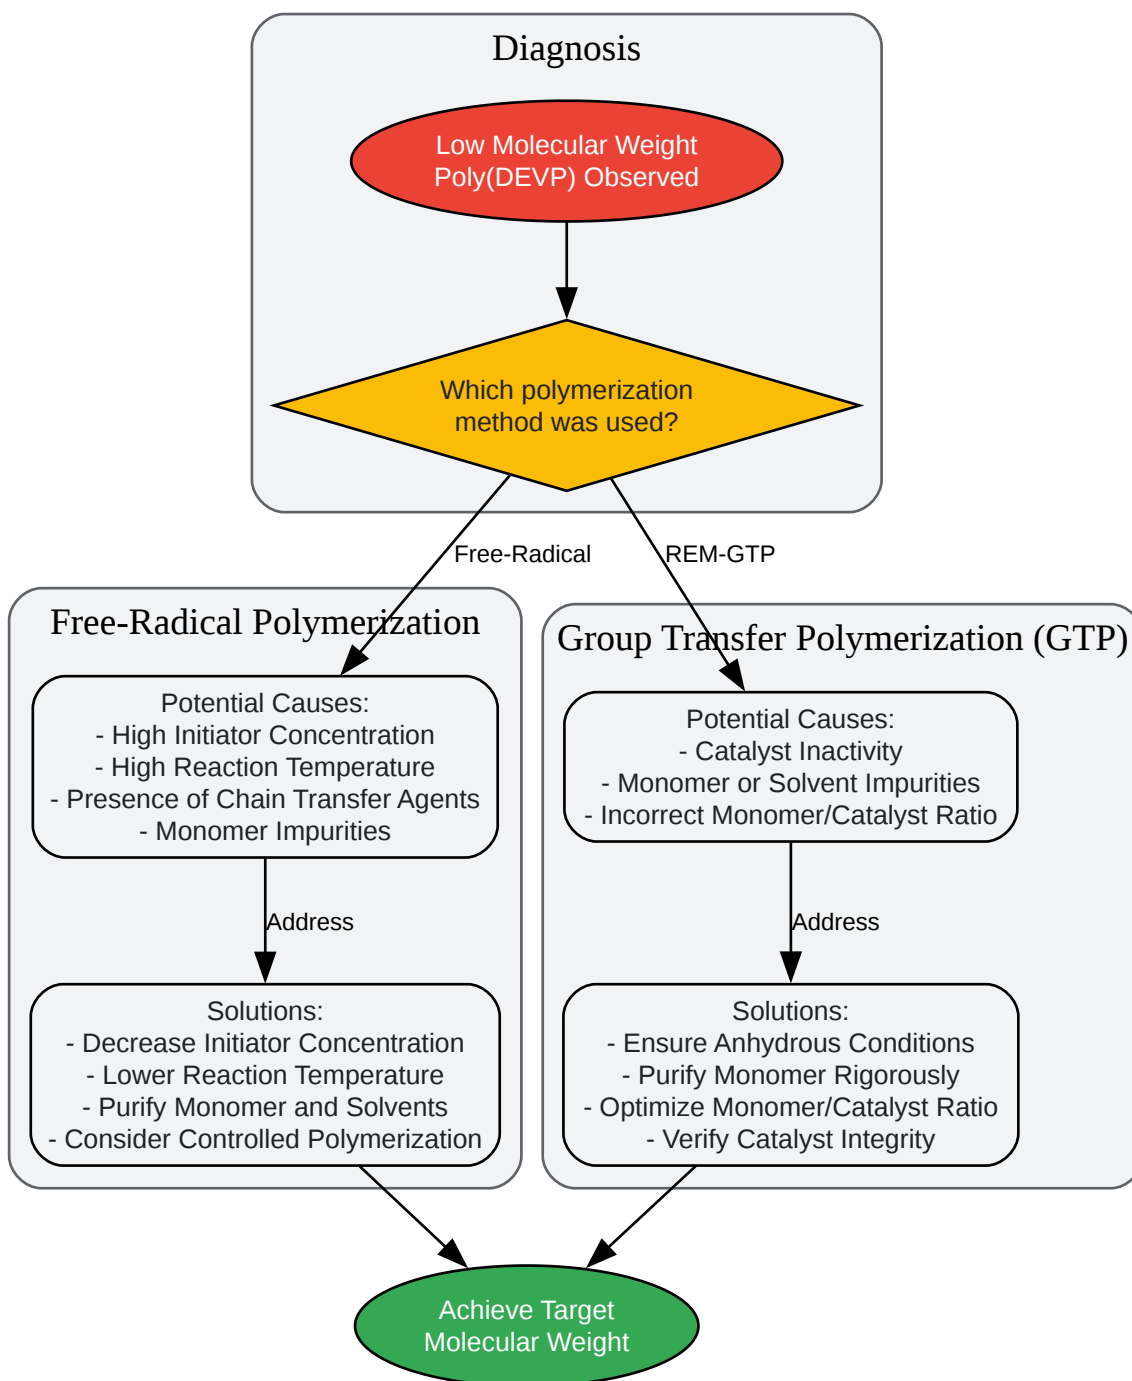 Diagnosis
Low Molecular Weight
Poly(DEVP) Observed
Which polymerization
method was used?
Free-Radical
REM-GTP
Free-Radical Polymerization
Potential Causes:
- High Initiator Concentration
- High Reaction Temperature
- Presence of Chain Transfer Agents
- Monomer Impurities
Address
Solutions:
- Decrease Initiator Concentration
- Lower Reaction Temperature
- Purify Monomer and Solvents
- Consider Controlled Polymerization
Group Transfer Polymerization (GTP)
Potential Causes:
- Catalyst Inactivity
- Monomer or Solvent Impurities
- Incorrect Monomer/Catalyst Ratio
Address
Solutions:
- Ensure Anhydrous Conditions
- Purify Monomer Rigorously
- Optimize Monomer/Catalyst Ratio
- Verify Catalyst Integrity
Achieve Target
Molecular Weight